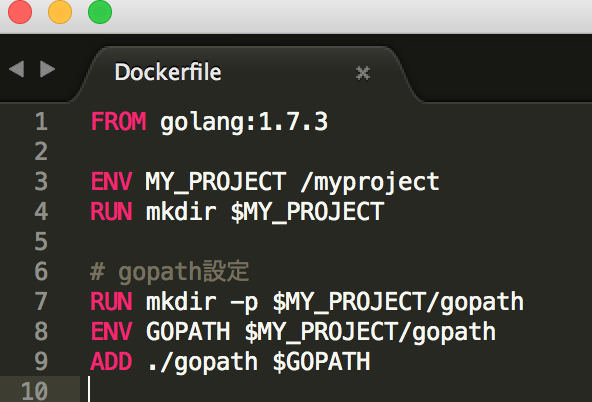 Dockerfile
1 FROM golang:1.7.3
2
3 ENV MY_PROJECT /myproject
4 RUN mkdir $MY_PROJECT
5
6 # gopath設定
7 RUN mkdir -p $MY_PROJECT/gopath
8 ENV GOPATH $MY_PROJECT/gopath
9 ADD ./gopath $GOPATH
10